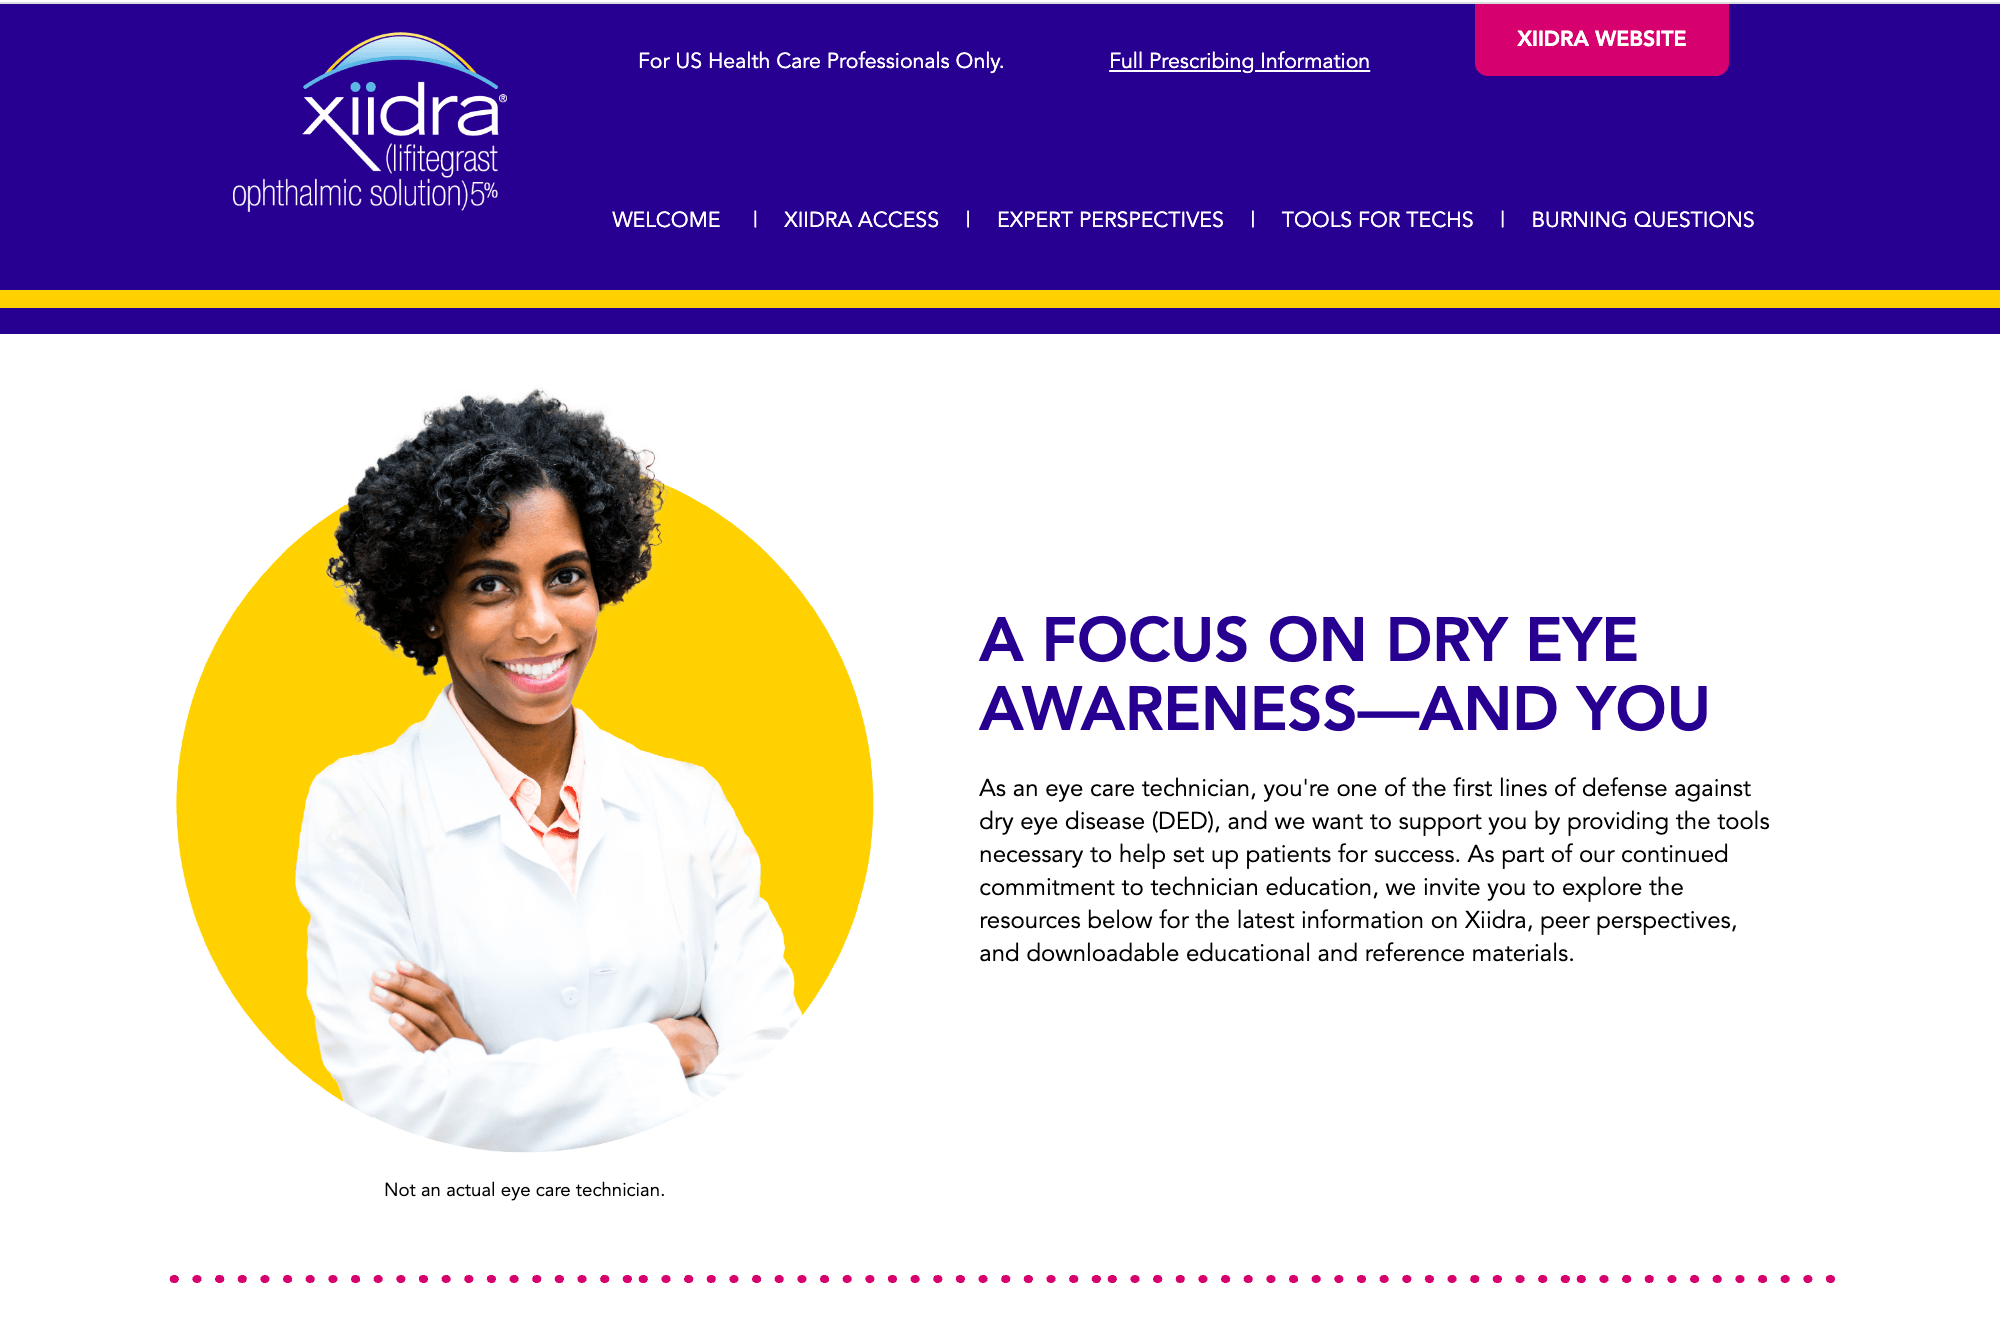 xiidra®
(lifitegrast
ophthalmic solution)5%
For US Health Care Professionals Only.
Full Prescribing Information
XIIDRA WEBSITE
WELCOME | XIIDRA ACCESS | EXPERT PERSPECTIVES | TOOLS FOR TECHS | BURNING QUESTIONS
A FOCUS ON DRY EYE
AWARENESS—AND YOU
As an eye care technician, you're one of the first lines of defense against
dry eye disease (DED), and we want to support you by providing the tools
necessary to help set up patients for success. As part of our continued
commitment to technician education, we invite you to explore the
resources below for the latest information on Xiidra, peer perspectives,
and downloadable educational and reference materials.
Not an actual eye care technician.